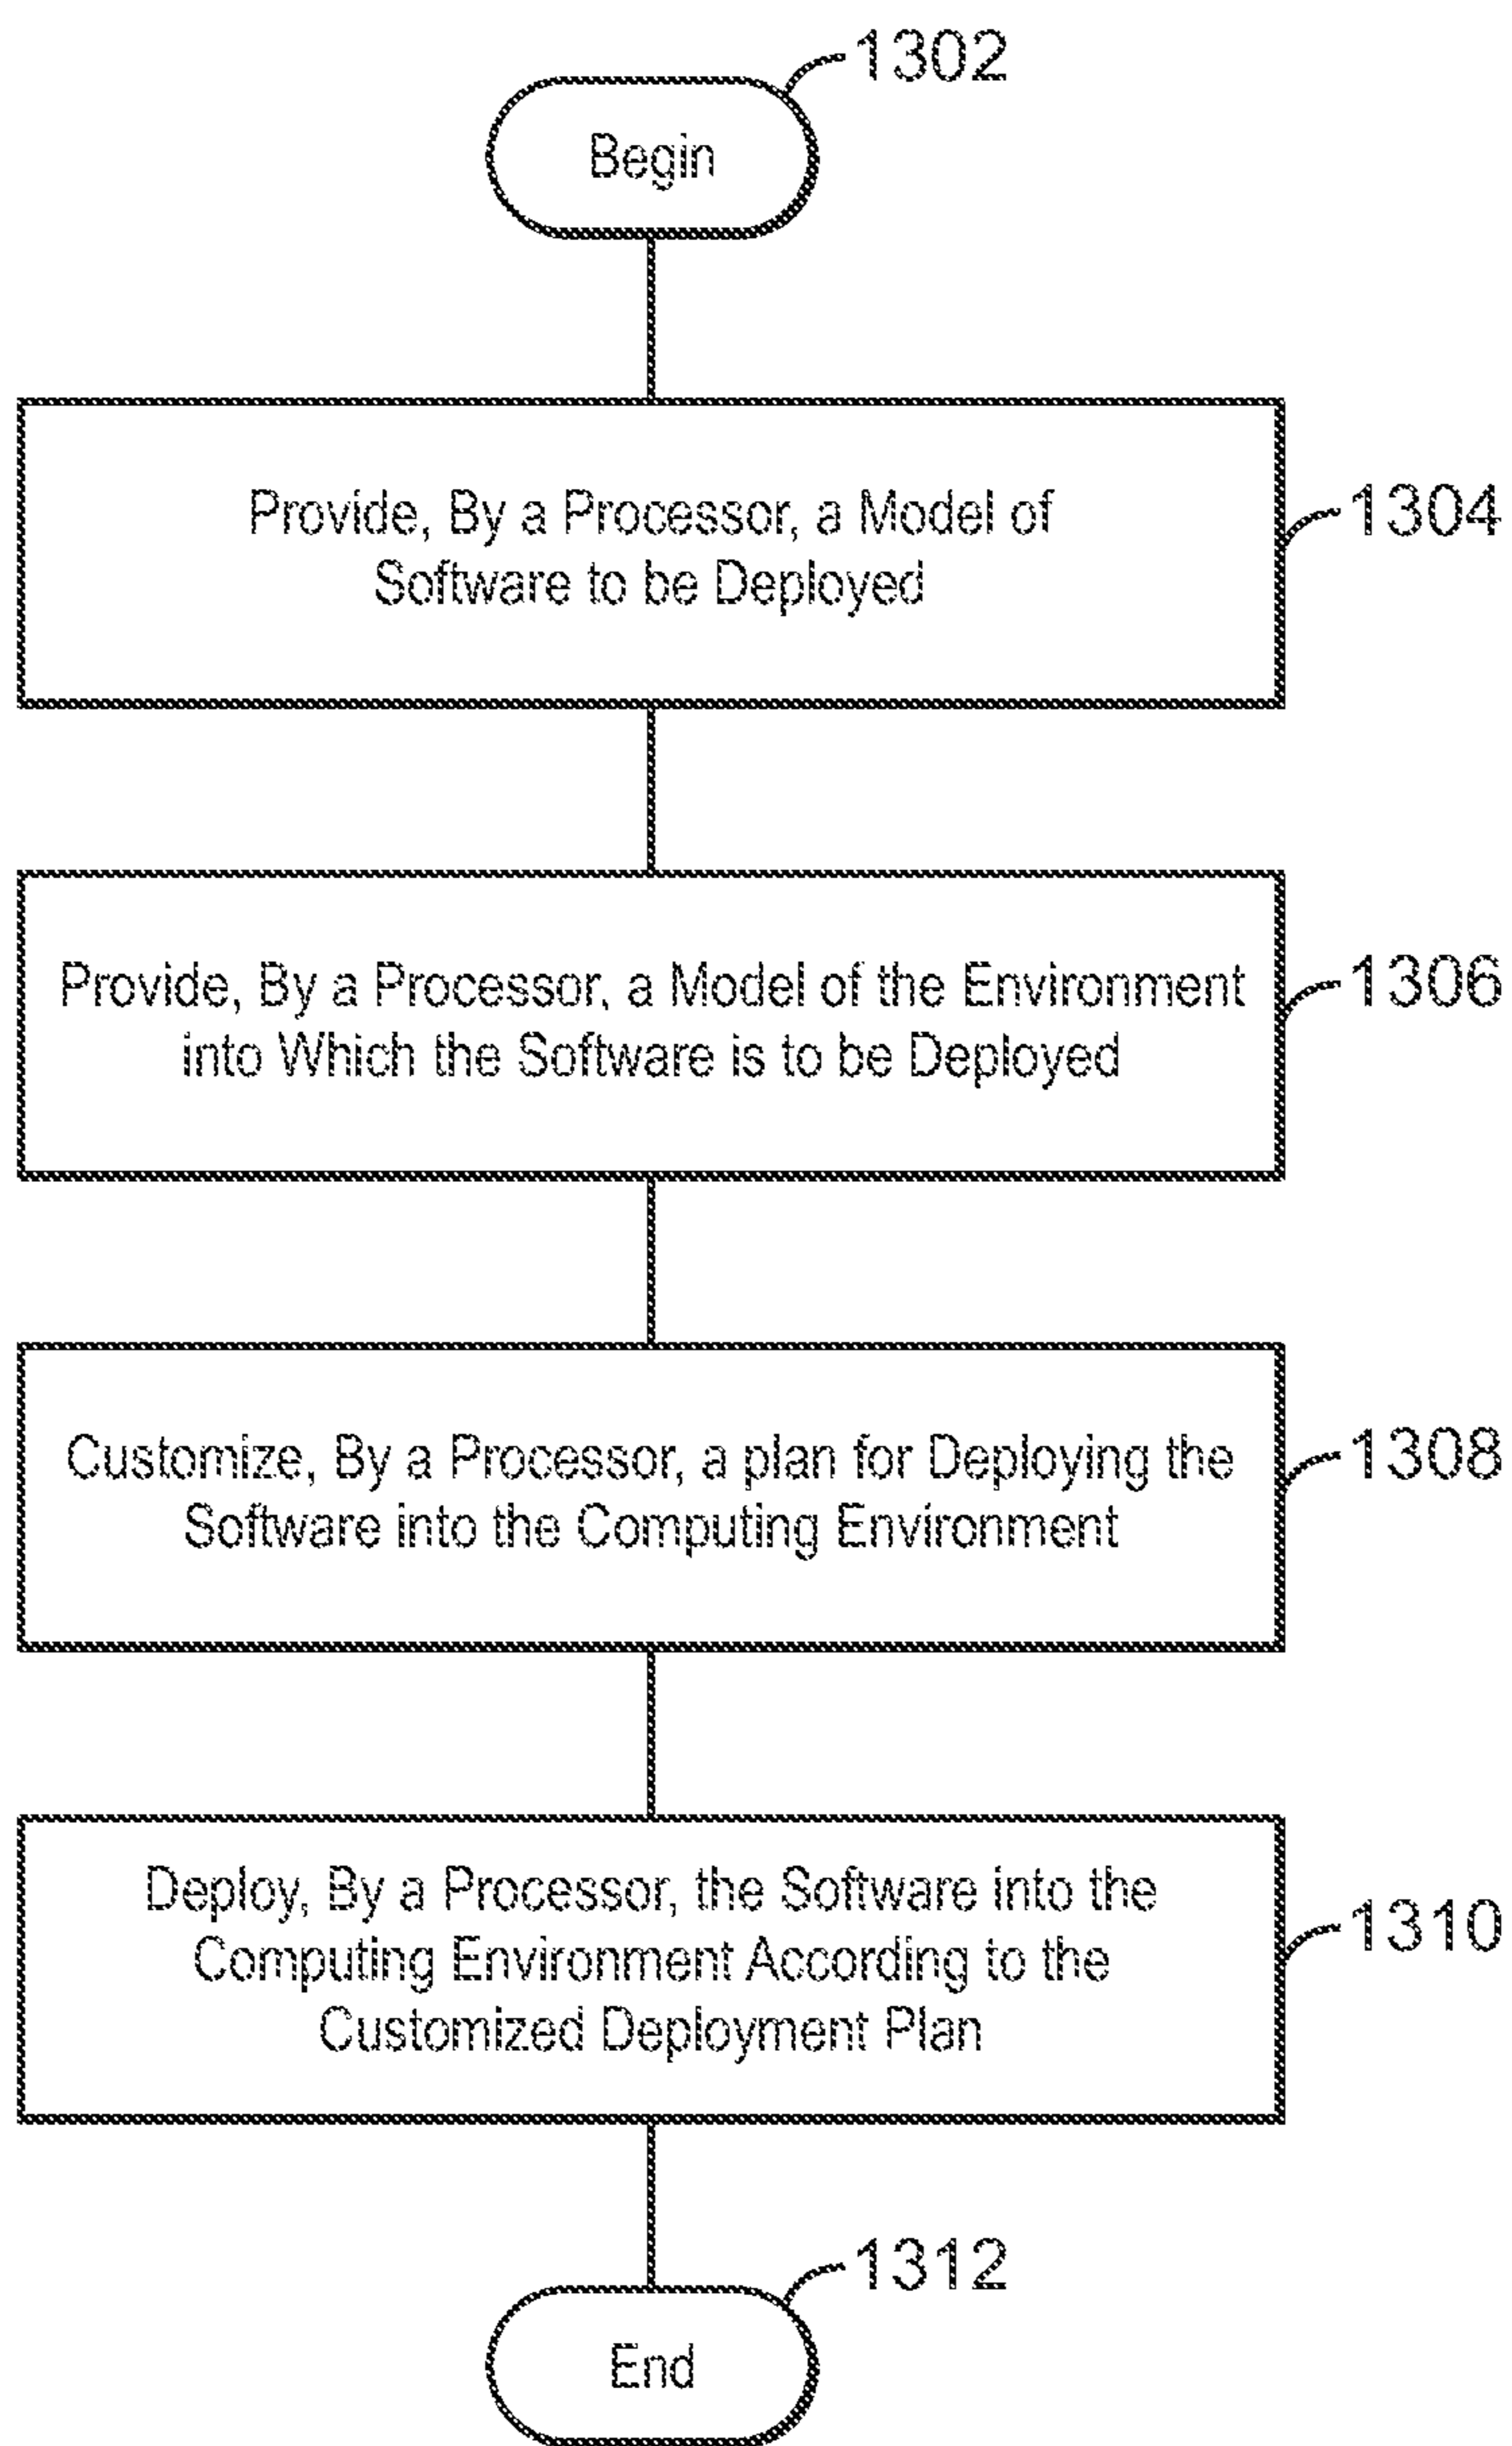 1302
Begin
Provide, By a Processor, a Model of
Software to be Deployed
1304
Provide, By a Processor, a Model of the Environment
into Which the Software is to be Deployed
1306
Customize, By a Processor, a plan for Deploying the
Software into the Computing Environment
1308
Deploy, By a Processor, the Software into the
Computing Environment According to the
Customized Deployment Plan
1310
1312
End